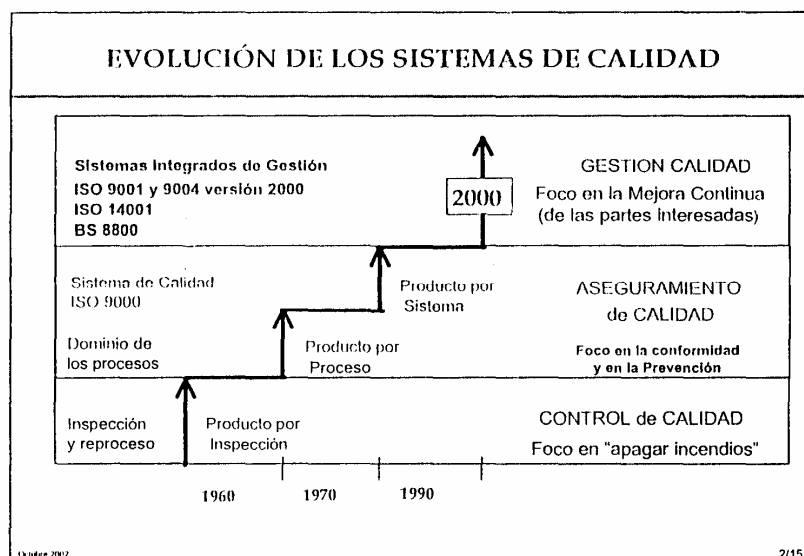 EVOLUCIÓN DE LOS SISTEMAS DE CALIDAD
Sistemas Integrados de Gestión
ISO 9001 y 9004 versión 2000
ISO 14001
BS 8800
2000
GESTION CALIDAD
Foco en la Mejora Continua
(de las partes Interesadas)
Sistema de Calidad
ISO 9000
Producto por
Sistema
ASEGURAMIENTO
de CALIDAD
Dominio de
los procesos
Producto por
Proceso
Foco en la conformidad
y en la Prevención
Inspección
y reproceso
Producto por
Inspección
CONTROL de CALIDAD
Foco en "apagar incendios"
1960
1970
1990
Octubre 2002
2/15